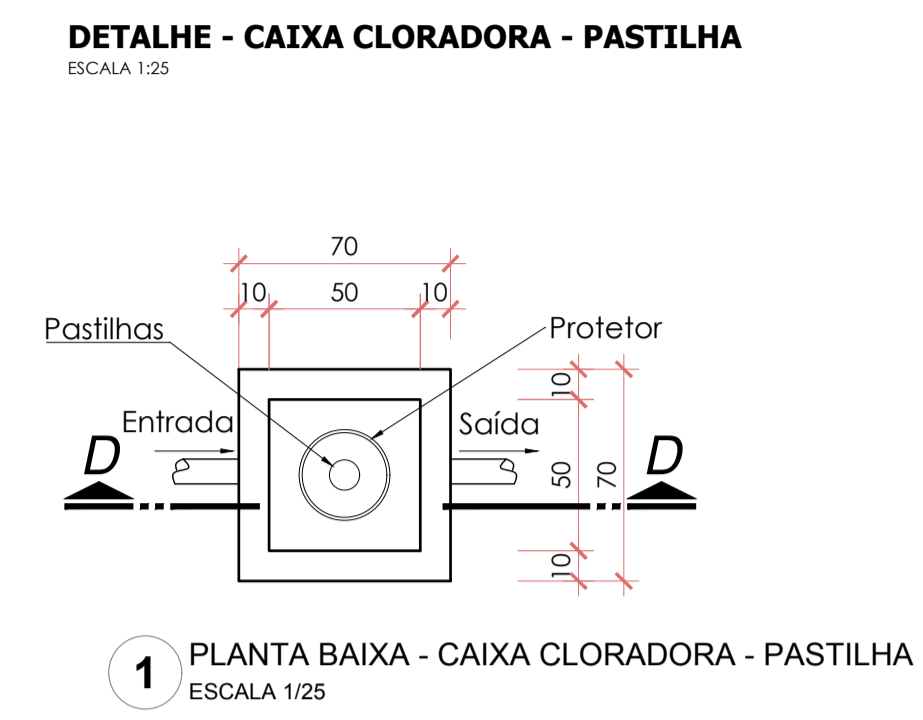 DETALHE - CAIXA CLORADORA - PASTILHA
ESCALA 1:25
70
10 50 10
Pastilhas
Protetor
10
Entrada
Saída
D
D
50
70
10
1
PLANTA BAIXA - CAIXA CLORADORA - PASTILHA
ESCALA 1/25